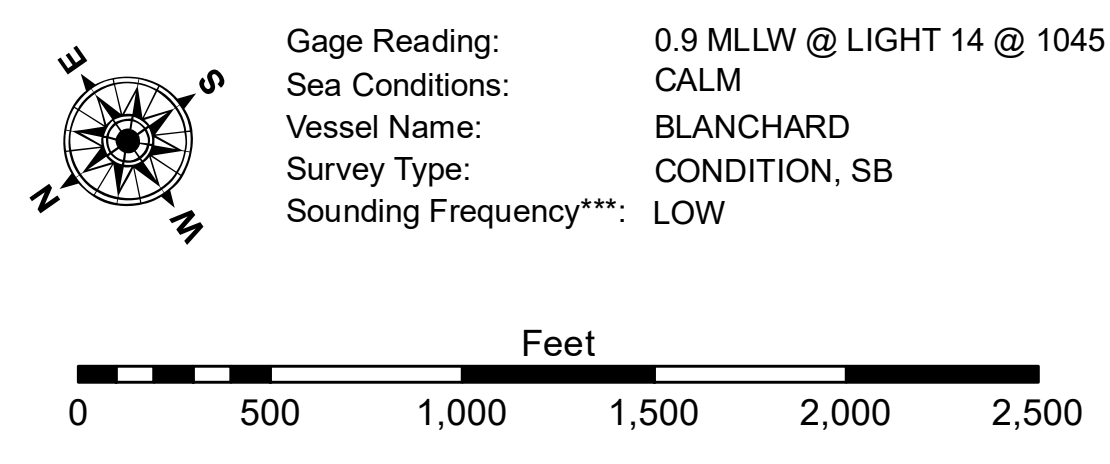 E
S
N
W
Gage Reading: 0.9 MLLW @ LIGHT 14 @ 1045
Sea Conditions: CALM
Vessel Name: BLANCHARD
Survey Type: CONDITION, SB
Sounding Frequency***: LOW
Feet
0 500 1,000 1,500 2,000 2,500